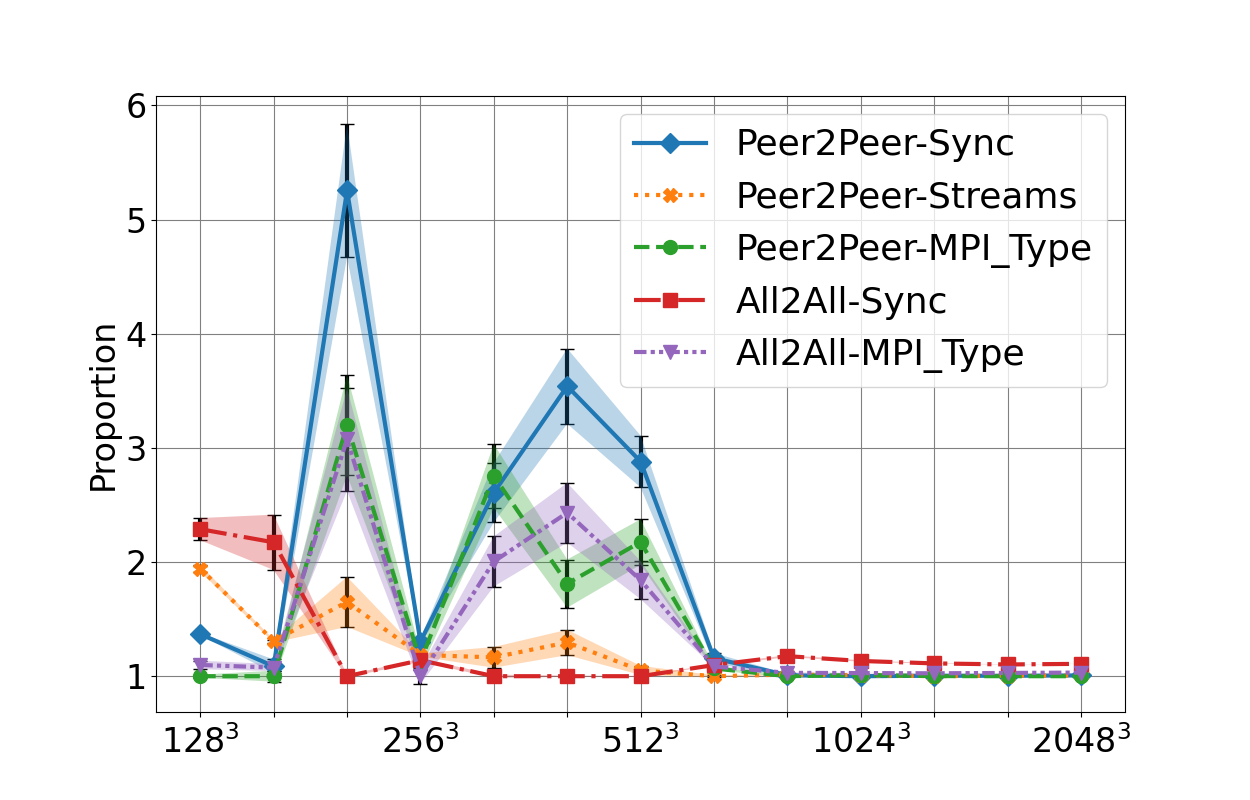 Proportion
6
5
4
3
2
1
128³
256³
512³
1024³
2048³
Peer2Peer-Sync
Peer2Peer-Streams
Peer2Peer-MPI_Type
All2All-Sync
All2All-MPI_Type